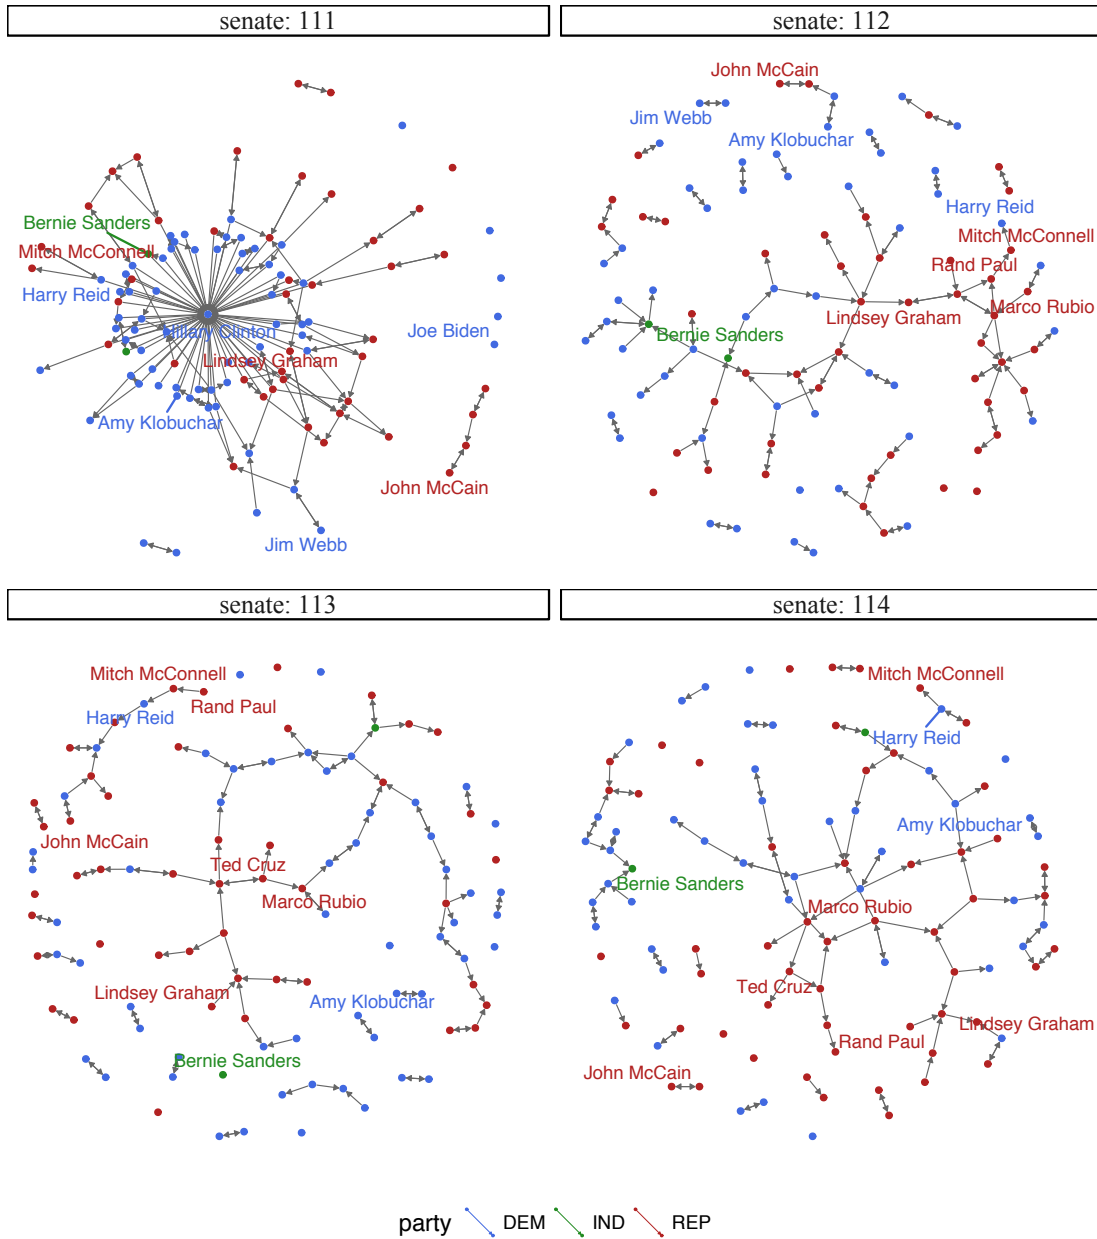 senate: 111
senate: 112
Bernie Sanders
Mitch McConnell
Harry Reid
Hillary Clinton
Joe Biden
Lindsey Graham
Amy Klobuchar
John McCain
Jim Webb
John McCain
Jim Webb
Amy Klobuchar
Harry Reid
Mitch McConnell
Rand Paul
Marco Rubio
Lindsey Graham
Bernie Sanders
senate: 113
senate: 114
Mitch McConnell
Rand Paul
Harry Reid
John McCain
Ted Cruz
Marco Rubio
Lindsey Graham
Amy Klobuchar
Bernie Sanders
Mitch McConnell
Harry Reid
Amy Klobuchar
Bernie Sanders
Marco Rubio
Ted Cruz
Rand Paul
Lindsey Graham
John McCain
party DEM IND REP